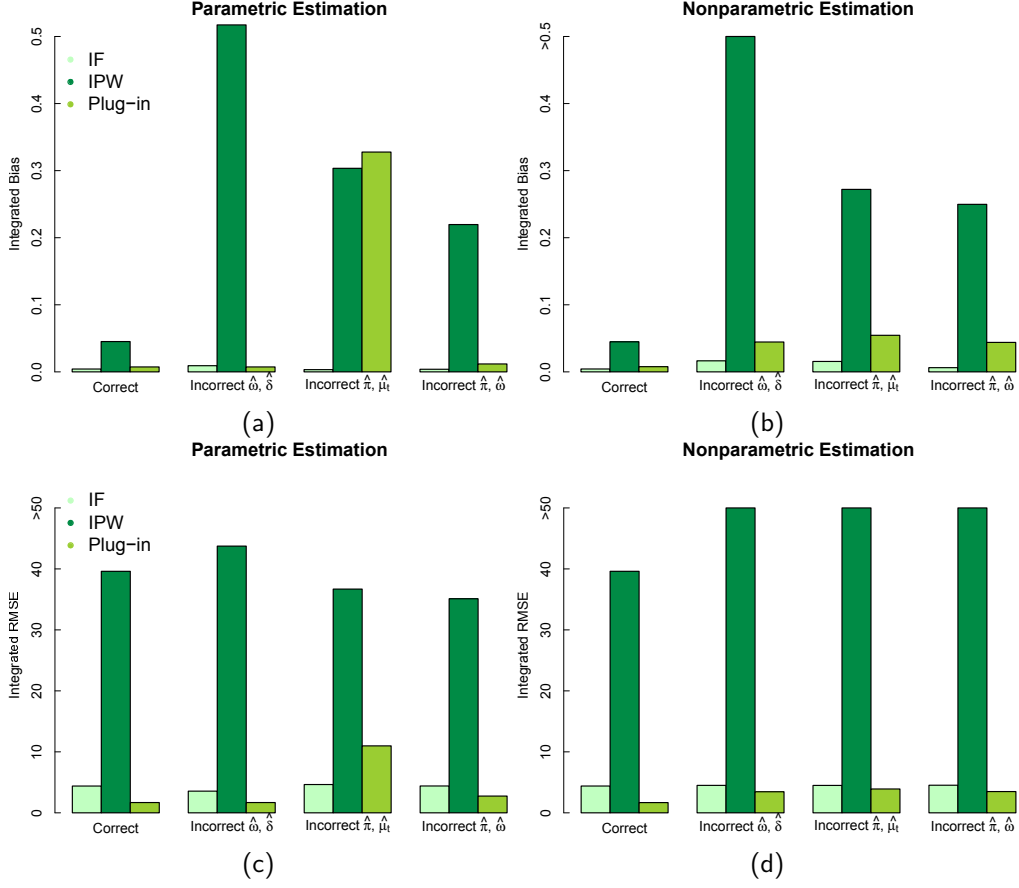 Parametric Estimation
Integrated Bias
0.0 0.1 0.2 0.3 0.4 0.5
IF
IPW
Plug−in
Correct Incorrect ω̂, δ̂ Incorrect π̂, μ̂t Incorrect π̂, ω̂
(a)
Nonparametric Estimation
Integrated Bias
0.0 0.1 0.2 0.3 0.4 >0.5
Correct Incorrect ω̂, δ̂ Incorrect π̂, μ̂t Incorrect π̂, ω̂
(b)
Parametric Estimation
Integrated RMSE
0 10 20 30 40 >50
IF
IPW
Plug−in
Correct Incorrect ω̂, δ̂ Incorrect π̂, μ̂t Incorrect π̂, ω̂
(c)
Nonparametric Estimation
Integrated RMSE
0 10 20 30 40 >50
Correct Incorrect ω̂, δ̂ Incorrect π̂, μ̂t Incorrect π̂, ω̂
(d)